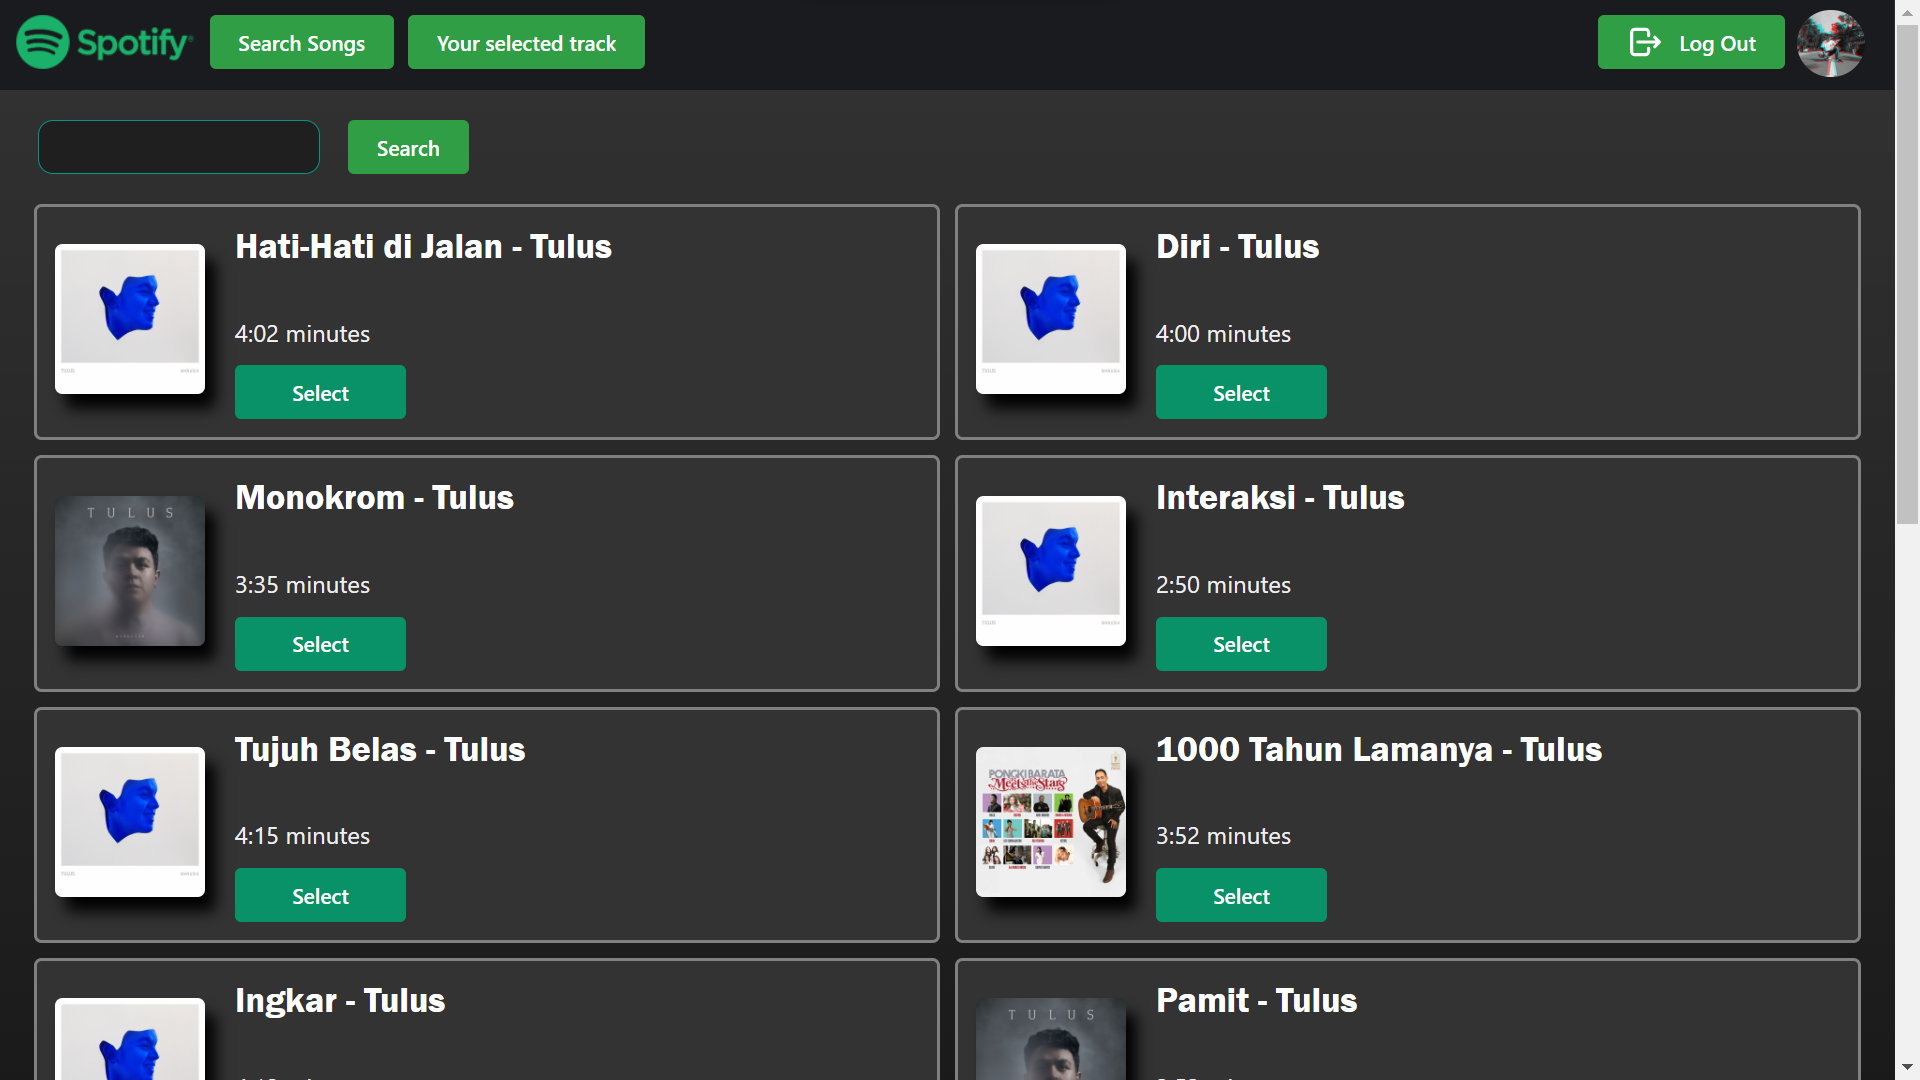 Spotify
Search Songs
Your selected track
Log Out
Search
Hati-Hati di Jalan - Tulus
4:02 minutes
Select
Diri - Tulus
4:00 minutes
Select
Monokrom - Tulus
TULUS
3:35 minutes
Select
Interaksi - Tulus
2:50 minutes
Select
Tujuh Belas - Tulus
4:15 minutes
Select
1000 Tahun Lamanya - Tulus
PONGKI BARATA
Meets the Stars
3:52 minutes
Select
Ingkar - Tulus
Pamit - Tulus
TULUS